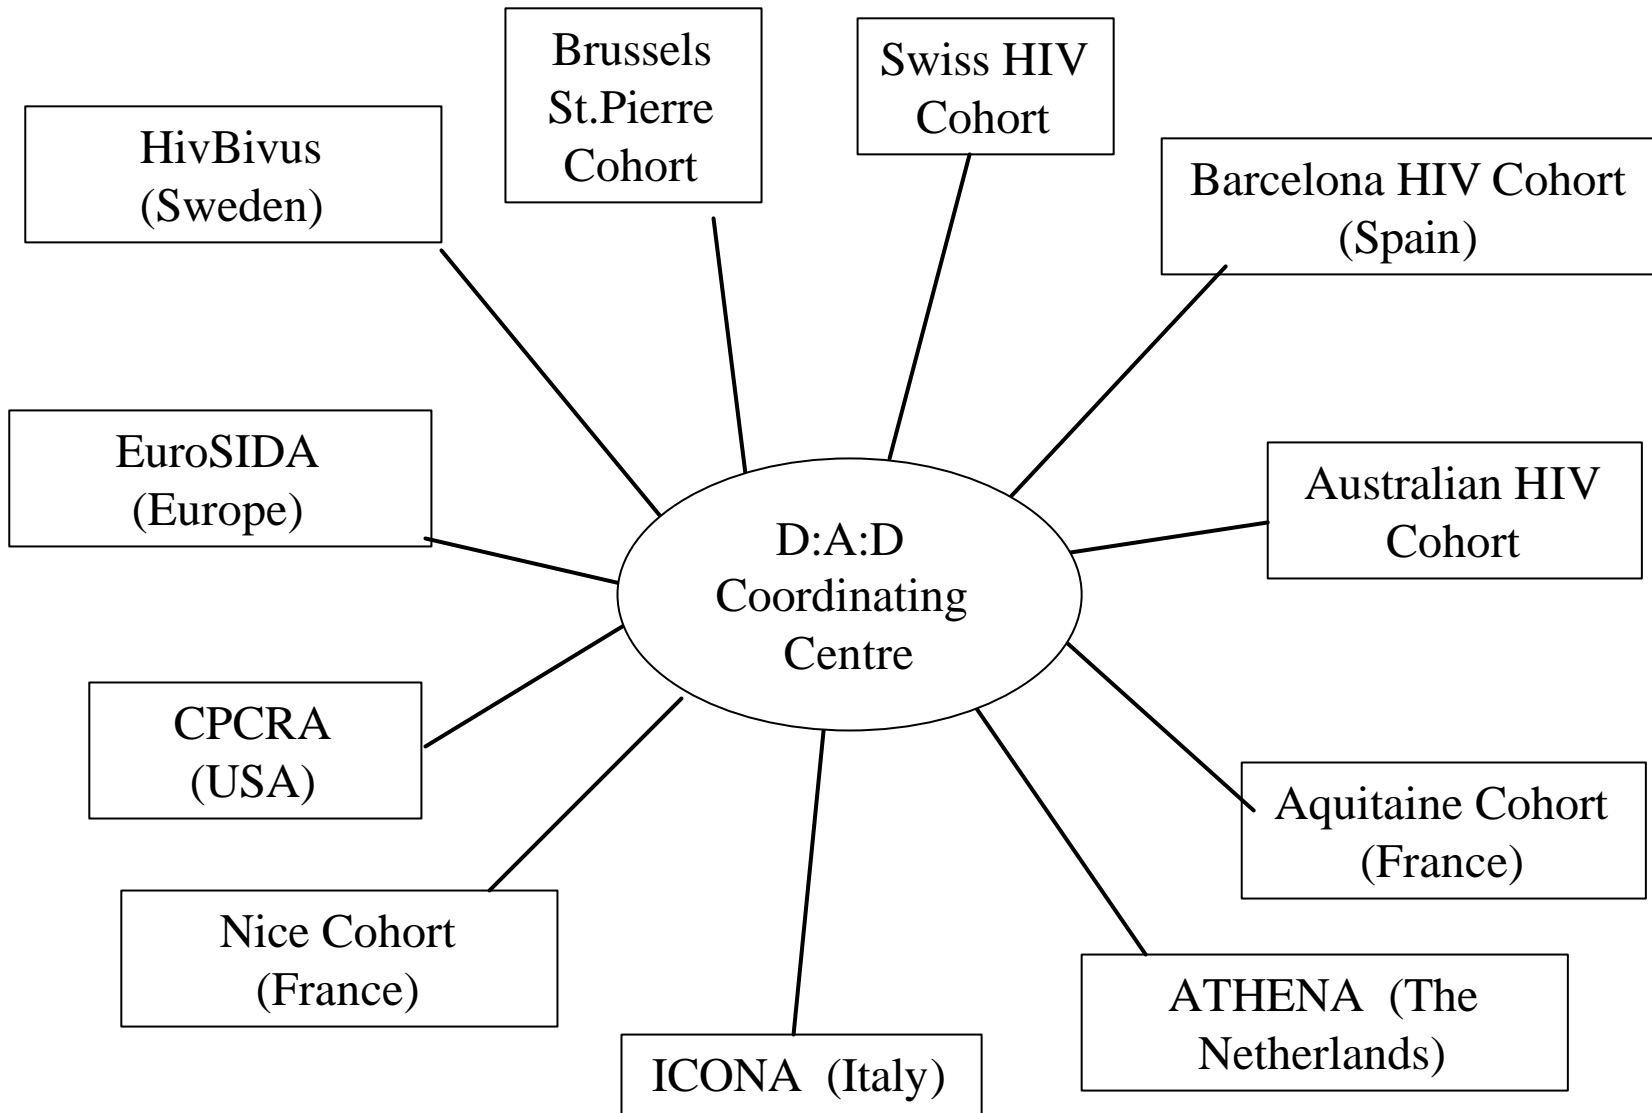 Brussels
St.Pierre
Cohort
Swiss HIV
Cohort
HivBivus
(Sweden)
Barcelona HIV Cohort
(Spain)
EuroSIDA
(Europe)
Australian HIV
Cohort
D:A:D
Coordinating
Centre
CPCRA
(USA)
Aquitaine Cohort
(France)
Nice Cohort
(France)
ATHENA (The
Netherlands)
ICONA (Italy)